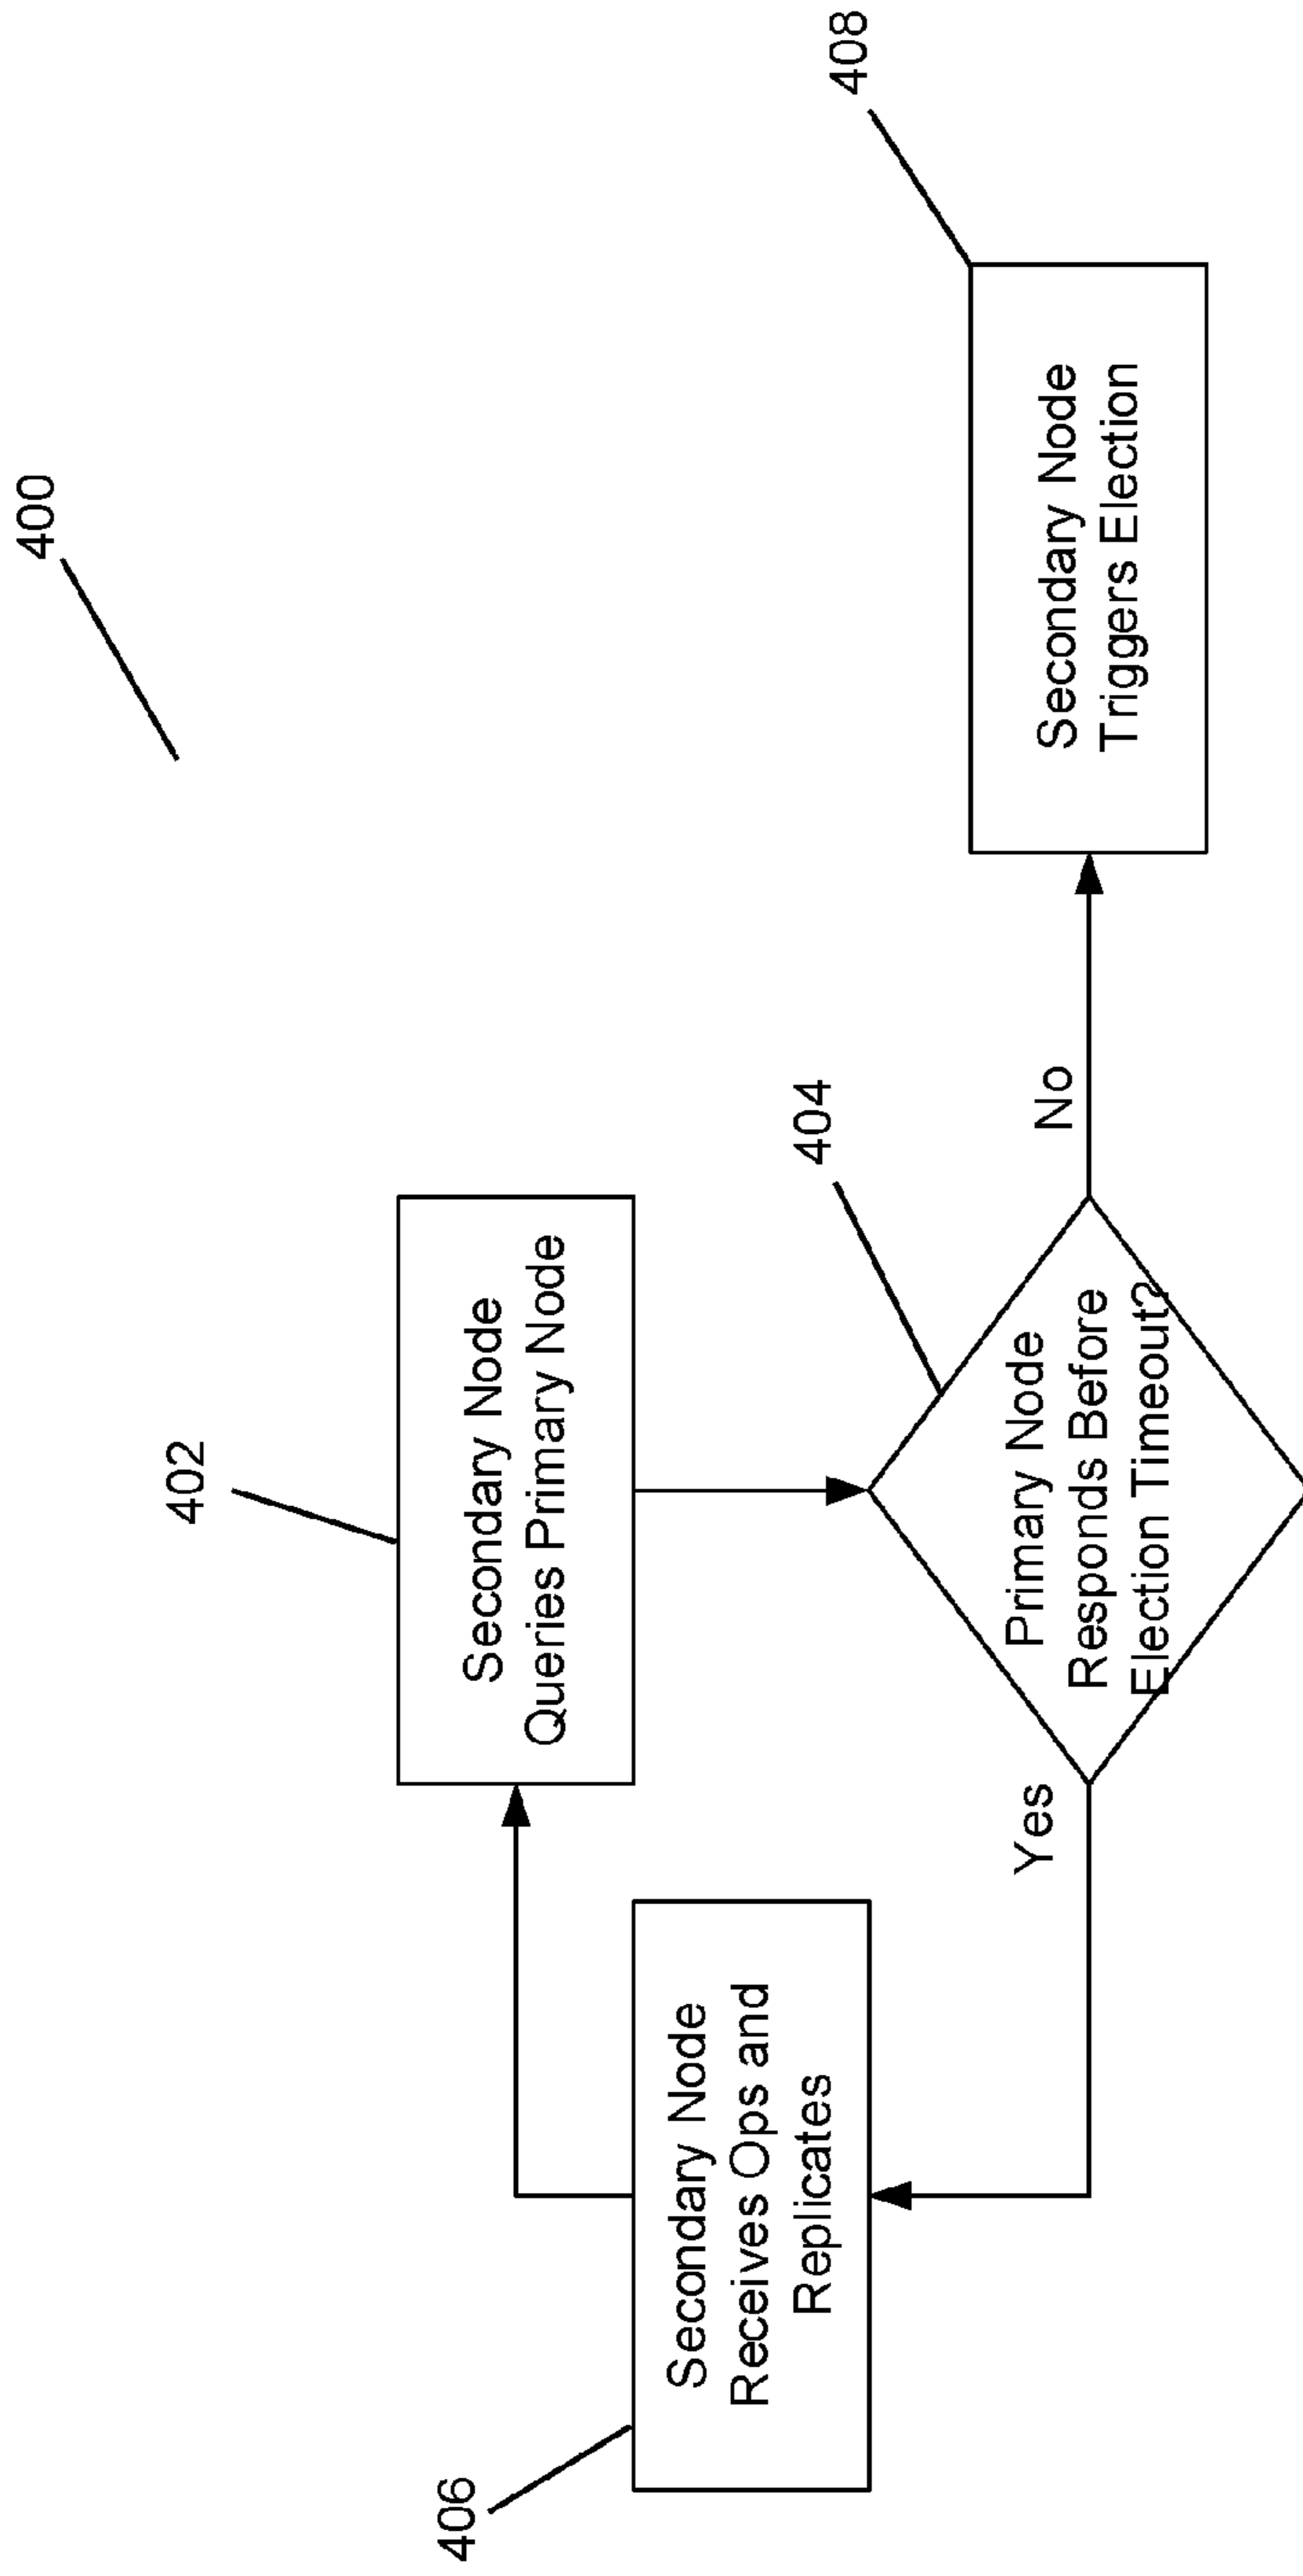 400
402
Secondary Node
Queries Primary Node
406
Secondary Node
Receives Ops and
Replicates
404
Primary Node
Responds Before
Election Timeout?
Yes
No
408
Secondary Node
Triggers Election